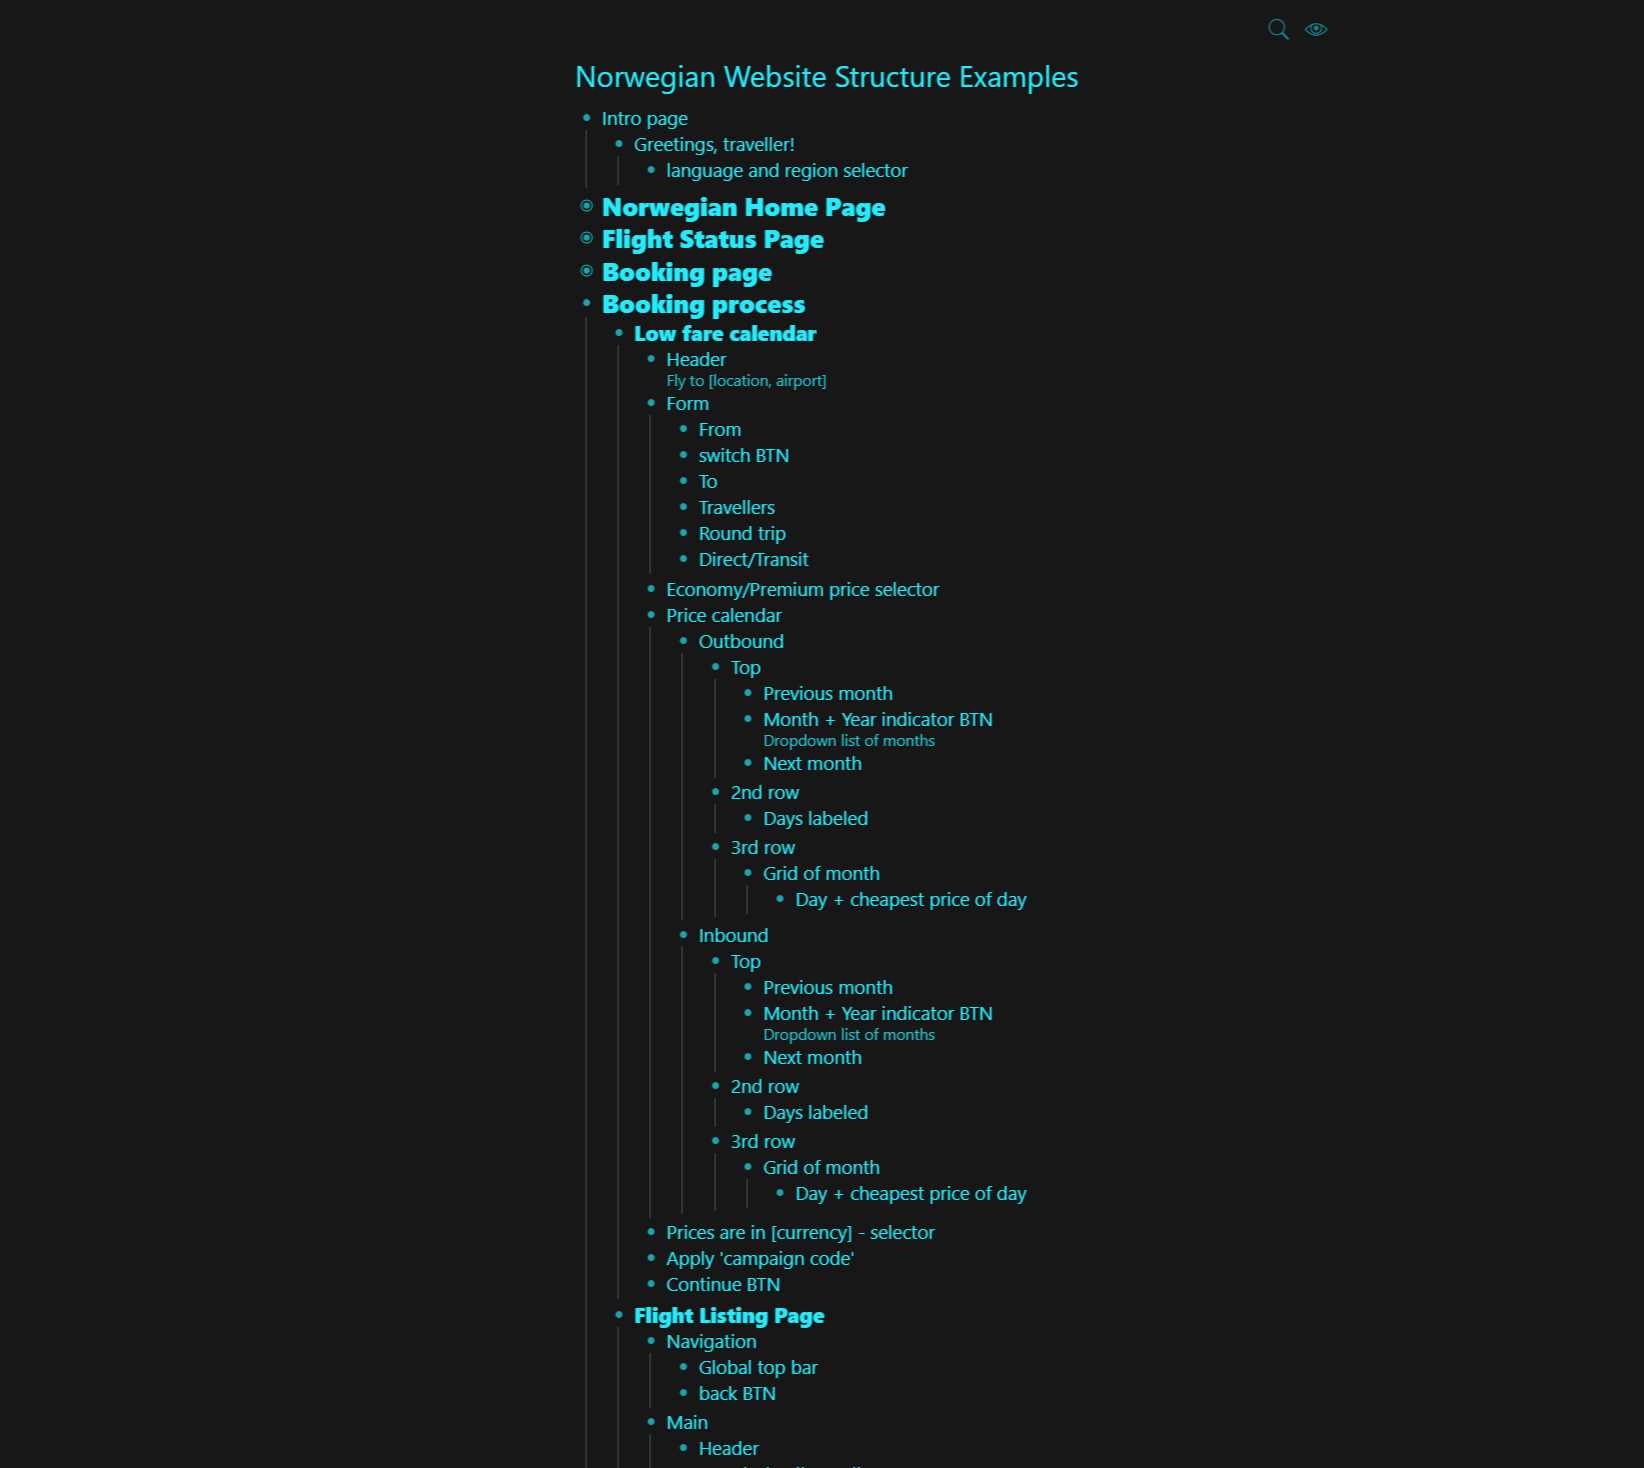 Norwegian Website Structure Examples
Intro page
Greetings, traveller!
language and region selector
Norwegian Home Page
Flight Status Page
Booking page
Booking process
Low fare calendar
Header
Fly to [location, airport]
Form
From
switch BTN
To
Travellers
Round trip
Direct/Transit
Economy/Premium price selector
Price calendar
Outbound
Top
Previous month
Month + Year indicator BTN
Dropdown list of months
Next month
2nd row
Days labeled
3rd row
Grid of month
Day + cheapest price of day
Inbound
Top
Previous month
Month + Year indicator BTN
Dropdown list of months
Next month
2nd row
Days labeled
3rd row
Grid of month
Day + cheapest price of day
Prices are in [currency] - selector
Apply 'campaign code'
Continue BTN
Flight Listing Page
Navigation
Global top bar
back BTN
Main
Header